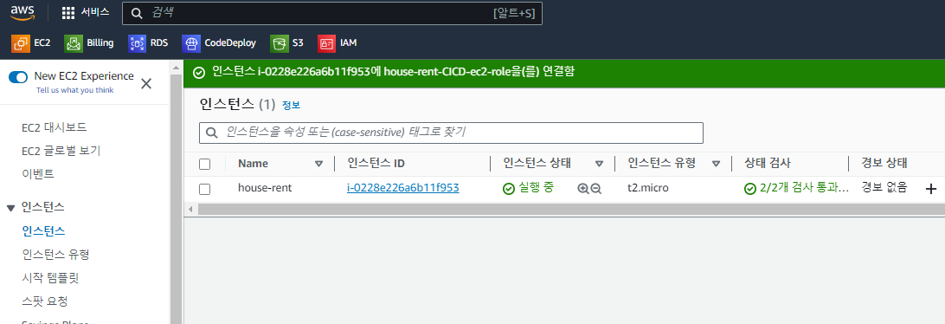 aws 서비스 검색 [알트+S]
EC2 Billing RDS CodeDeploy S3 IAM
New EC2 Experience
Tell us what you think
EC2 대시보드
EC2 글로벌 보기
이벤트
인스턴스
인스턴스
인스턴스 유형
시작 템플릿
스팟 요청
Savings Plans
인스턴스 i-0228e226a6b11f953에 house-rent-CICD-ec2-role을(를) 연결함
인스턴스 (1) 정보
인스턴스을 속성 또는 (case-sensitive) 태그로 찾기
Name 인스턴스 ID 인스턴스 상태 인스턴스 유형 상태 검사 경보 상태
house-rent i-0228e226a6b11f953 실행 중 t2.micro 2/2개 검사 통과... 경보 없음